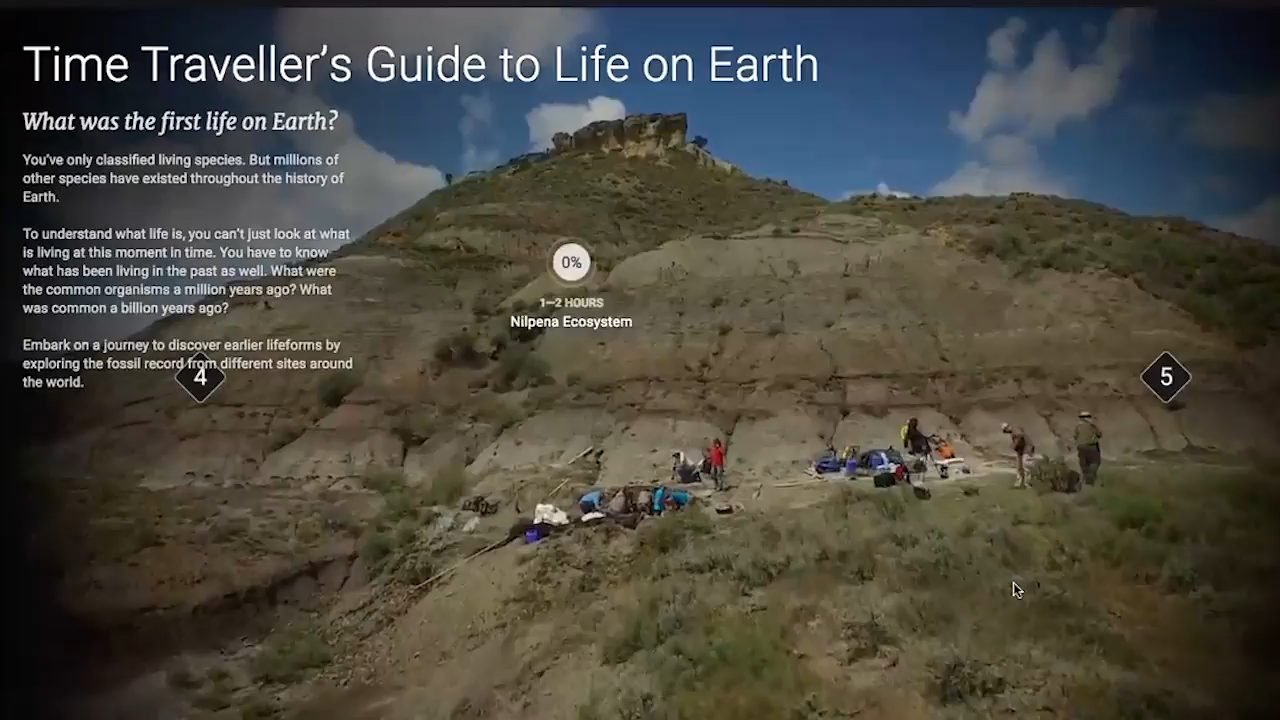 Time Traveller's Guide to Life on Earth
What was the first life on Earth?
You've only classified living species. But millions of
other species have existed throughout the history of
Earth.
To understand what life is, you can't just look at what
is living at this moment in time. You have to know
what has been living in the past as well. What were
the common organisms a million years ago? What
was common a billion years ago?
Embark on a journey to discover earlier lifeforms by
exploring the fossil record from different sites around
the world.
4
0%
1—2 HOURS
Nilpena Ecosystem
5